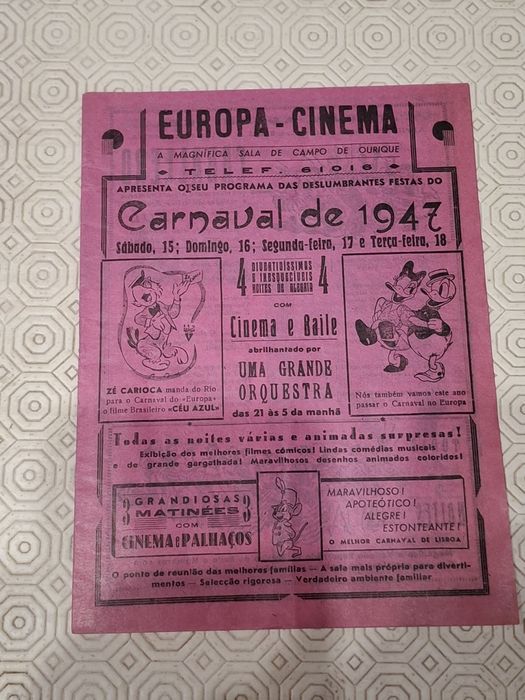 EUROPA - CINEMA
A MAGNÍFICA SALA DE CAMPO DE OURIQUE
TELEF. 61016
APRESENTA O SEU PROGRAMA DAS DESLUMBRANTES FESTAS DO
Carnaval de 1947
Sábado, 15; Domingo, 16; Segunda-feira, 17 e Terça-feira, 18
4 DIVERTIDÍSSIMAS E INESQUECÍVEIS NOITES DE ALEGRIA 4
COM
Cinema e Baile
abrilhantado por
UMA GRANDE
ORQUESTRA
das 21 às 5 da manhã
ZÉ CARIOCA manda do Rio
para o Carnaval do «Europa»
o filme Brasileiro «CÉU AZUL»
Nós também vamos este ano
passar o Carnaval no Europa
Todas as noites várias e animadas surpresas!
Exibição dos melhores filmes cómicos! Lindas comédias musicais
e de grande gargalhada! Maravilhosos desenhos animados coloridos!
3 GRANDIOSAS 3
MATINÉES
COM
CINEMA e PALHAÇOS
MARAVILHOSO!
APOTEÓTICO!
ALEGRE!
ESTONTEANTE!
O MELHOR CARNAVAL DE LISBOA
O ponto de reunião das melhores famílias — A sala mais própria para diverti-
mentos — Selecção rigorosa — Verdadeiro ambiente familiar